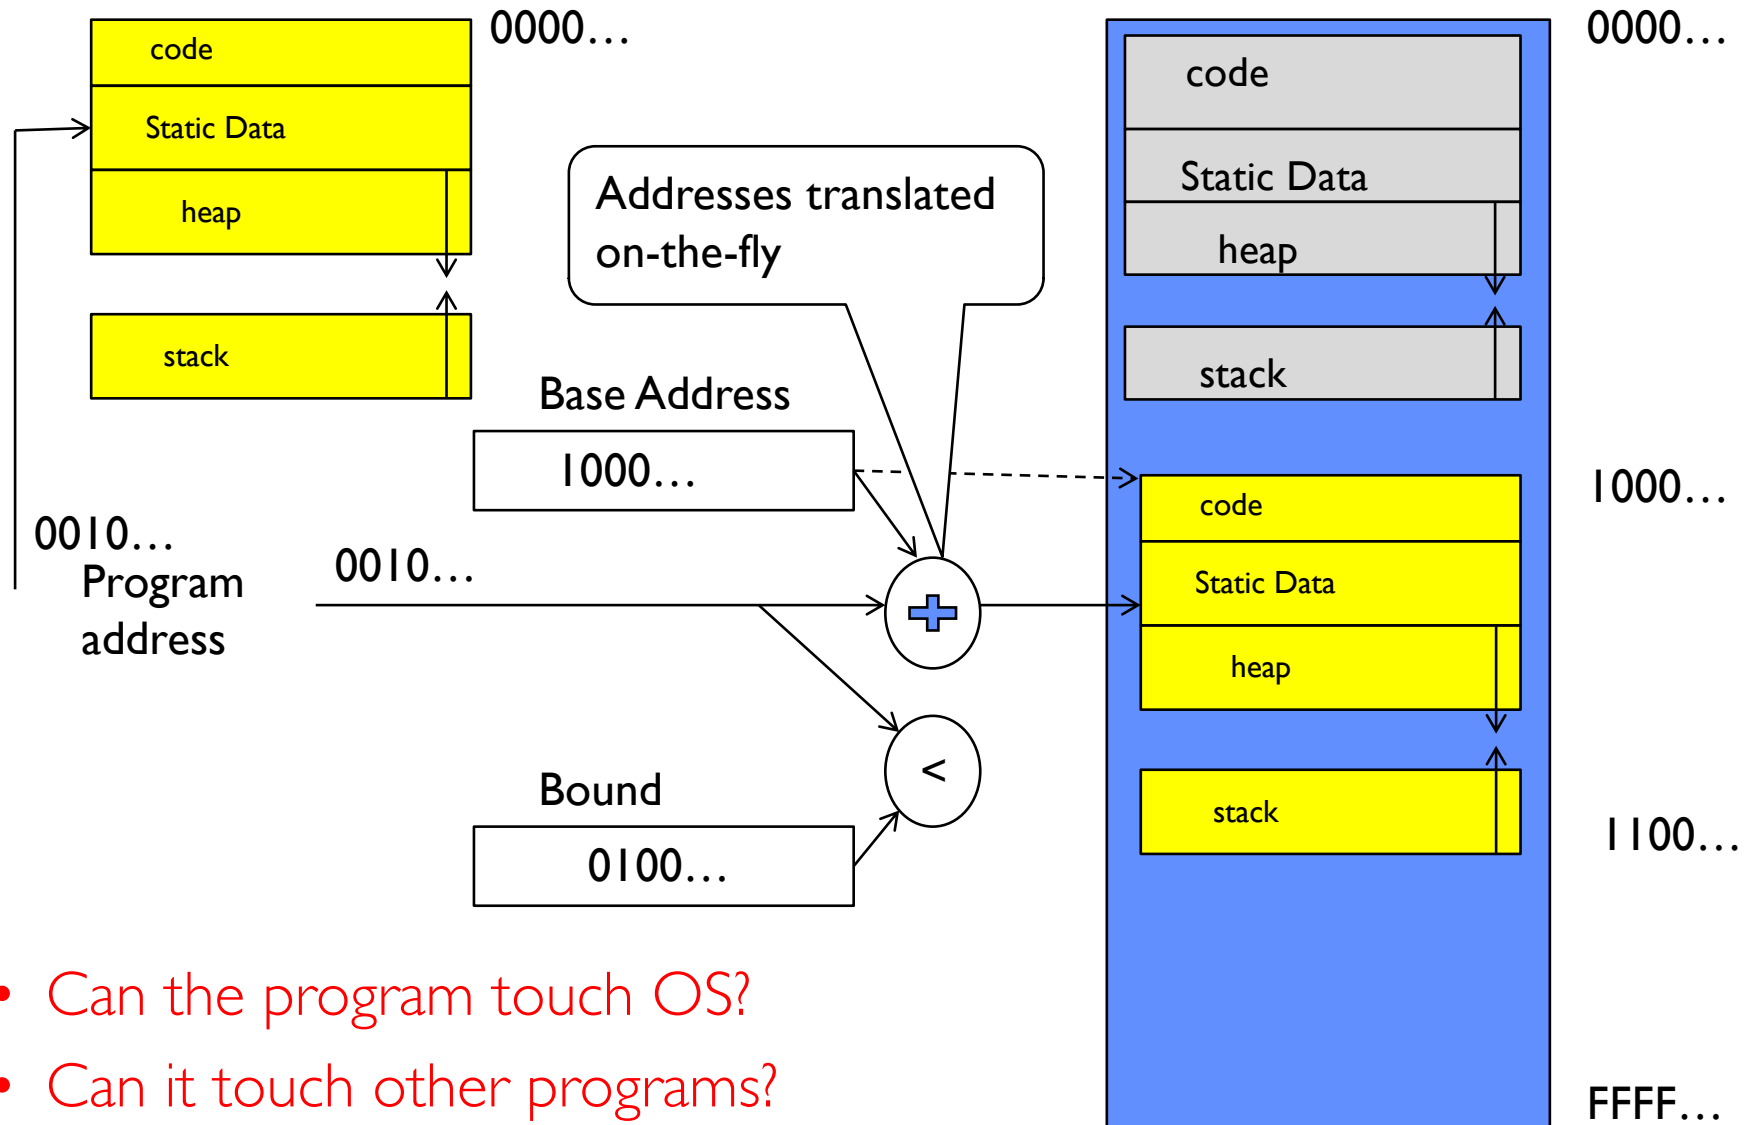 0000…
code
Static Data
heap
stack
Addresses translated
on-the-fly
Base Address
1000…
0010…
Program
address
0010…
+
<
Bound
0100…
0000…
code
Static Data
heap
stack
1000…
code
Static Data
heap
stack
1100…
FFFF…
• Can the program touch OS?
• Can it touch other programs?